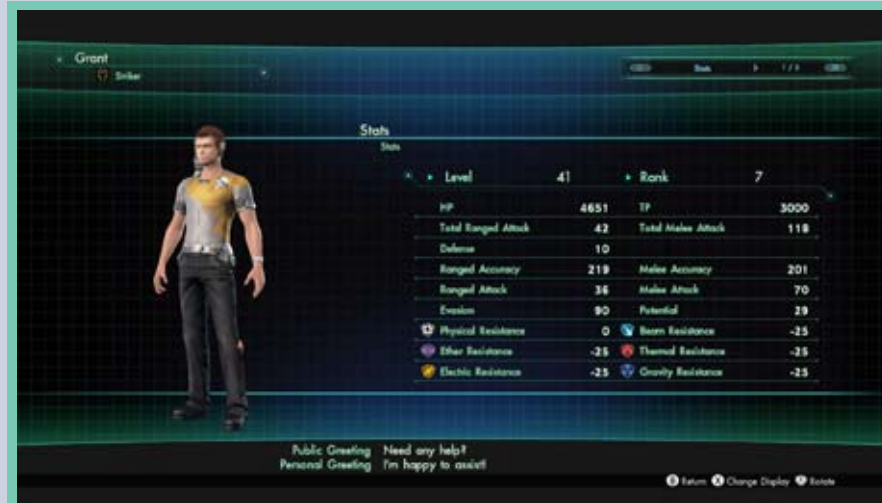 Grant
Striker
Stats 1 / 8
Stats
Stats
Level 41 Rank 7
HP 4651 TP 3000
Total Ranged Attack 42 Total Melee Attack 118
Defense 10
Ranged Accuracy 219 Melee Accuracy 201
Ranged Attack 36 Melee Attack 70
Evasion 90 Potential 29
Physical Resistance 0 Beam Resistance -25
Ether Resistance -25 Thermal Resistance -25
Electric Resistance -25 Gravity Resistance -25
Public Greeting Need any help?
Personal Greeting I'm happy to assist!
Return X Change Display Rotate